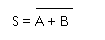 S = A + B